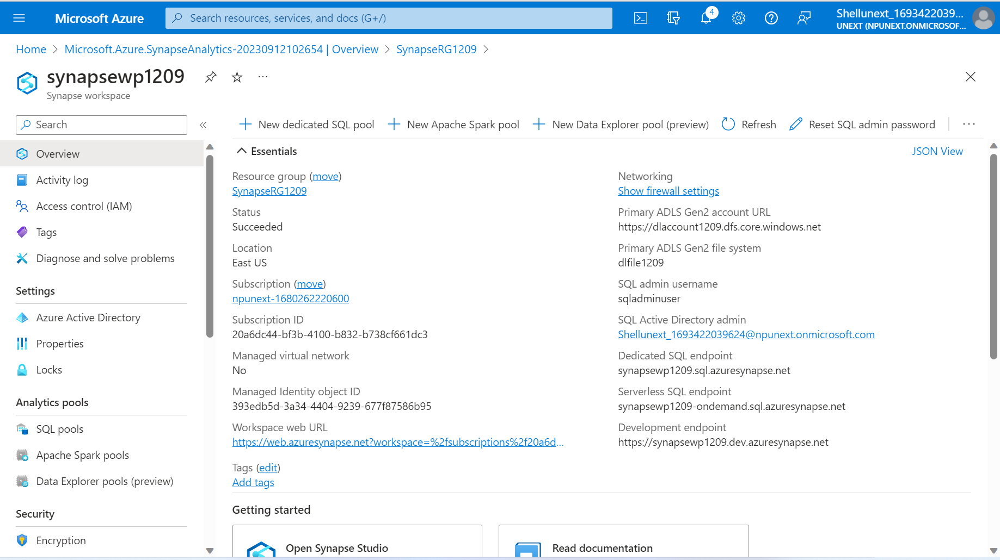 Microsoft Azure
Search resources, services, and docs (G+/)
4
Shellunext_1693422039...
UNEXT (NPUNEXT.ONMICROSOF...
Home > Microsoft.Azure.SynapseAnalytics-20230912102654 | Overview > SynapseRG1209 >
synapsewp1209
...
Synapse workspace
Search
«
New dedicated SQL pool
New Apache Spark pool
New Data Explorer pool (preview)
Refresh
Reset SQL admin password
...
Overview
Activity log
Access control (IAM)
Tags
Diagnose and solve problems
Settings
Azure Active Directory
Properties
Locks
Analytics pools
SQL pools
Apache Spark pools
Data Explorer pools (preview)
Security
Encryption
Essentials
JSON View
Resource group (move)
SynapseRG1209
Status
Succeeded
Location
East US
Subscription (move)
npunext-1680262220600
Subscription ID
20a6dc44-bf3b-4100-b832-b738cf661dc3
Managed virtual network
No
Managed Identity object ID
393edb5d-3a34-4404-9239-677f87586b95
Workspace web URL
https://web.azuresynapse.net?workspace=%2fsubscriptions%2f20a6d...
Tags (edit)
Add tags
Networking
Show firewall settings
Primary ADLS Gen2 account URL
https://dlaccount1209.dfs.core.windows.net
Primary ADLS Gen2 file system
dlfile1209
SQL admin username
sqladminuser
SQL Active Directory admin
Shellunext_1693422039624@npunext.onmicrosoft.com
Dedicated SQL endpoint
synapsewp1209.sql.azuresynapse.net
Serverless SQL endpoint
synapsewp1209-ondemand.sql.azuresynapse.net
Development endpoint
https://synapsewp1209.dev.azuresynapse.net
Getting started
Open Synapse Studio
Read documentation